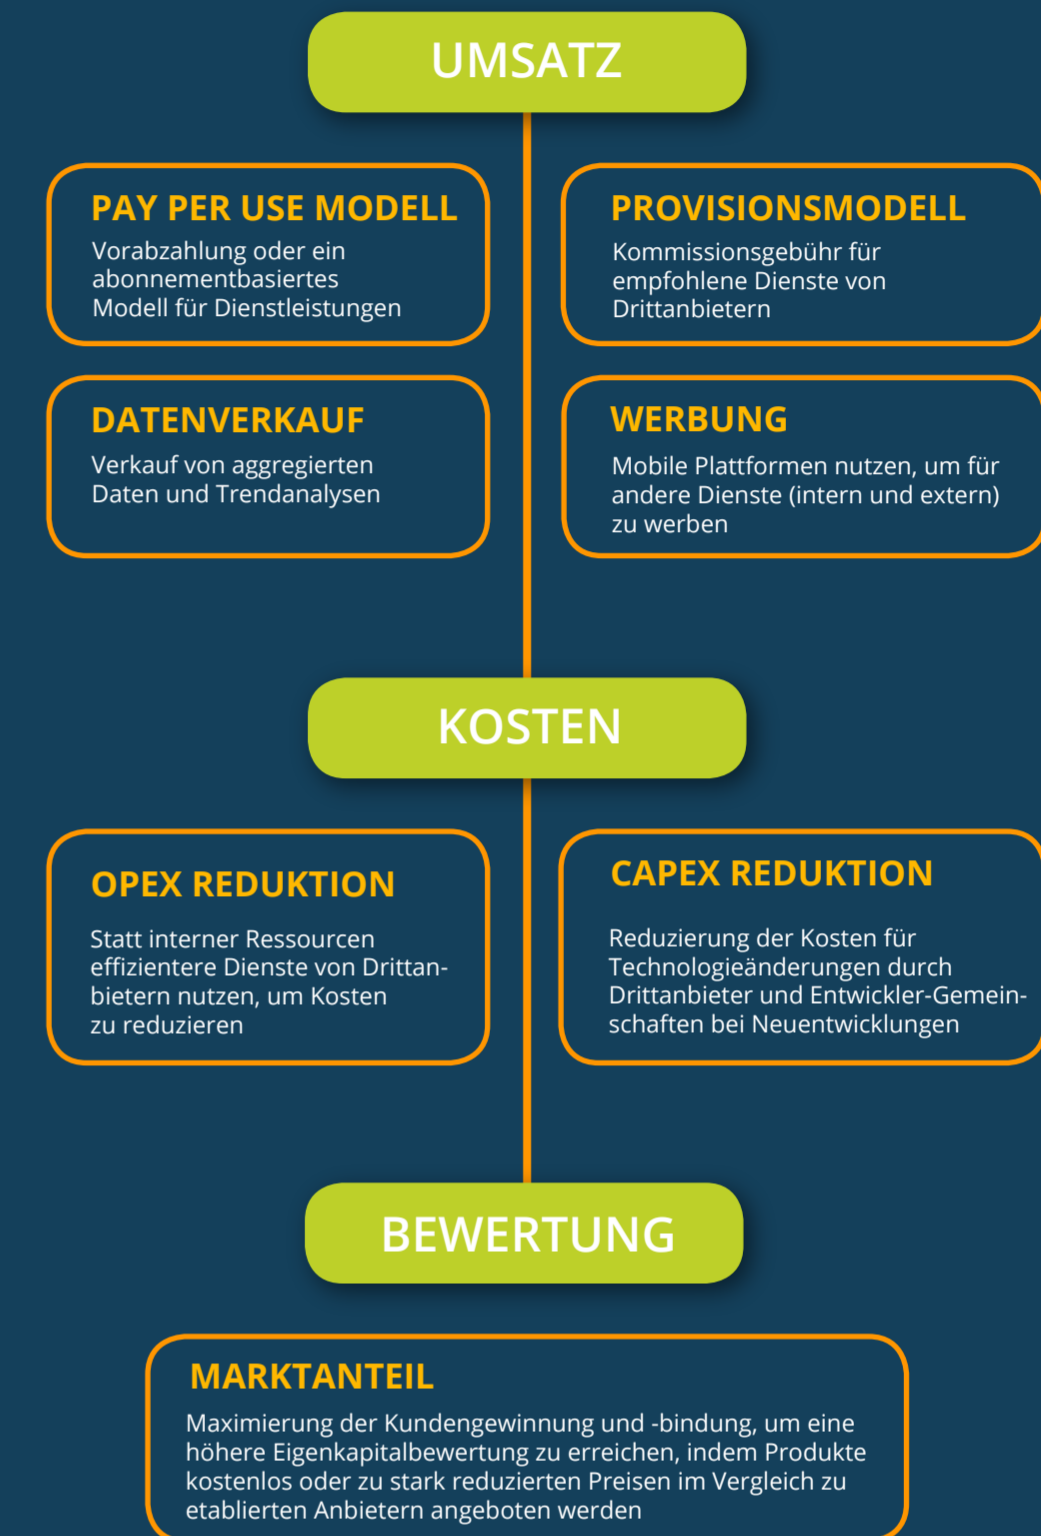 UMSATZ
PAY PER USE MODELL
Vorabzahlung oder ein
abonnementbasiertes
Modell für Dienstleistungen
PROVISIONSMODELL
Kommissionsgebühr für
empfohlene Dienste von
Drittanbietern
DATENVERKAUF
Verkauf von aggregierten
Daten und Trendanalysen
WERBUNG
Mobile Plattformen nutzen, um für
andere Dienste (intern und extern)
zu werben
KOSTEN
OPEX REDUKTION
Statt interner Ressourcen
effizientere Dienste von Drittan-
bietern nutzen, um Kosten
zu reduzieren
CAPEX REDUKTION
Reduzierung der Kosten für
Technologieänderungen durch
Drittanbieter und Entwickler-Gemein-
schaften bei Neuentwicklungen
BEWERTUNG
MARKTANTEIL
Maximierung der Kundengewinnung und -bindung, um eine
höhere Eigenkapitalbewertung zu erreichen, indem Produkte
kostenlos oder zu stark reduzierten Preisen im Vergleich zu
etablierten Anbietern angeboten werden